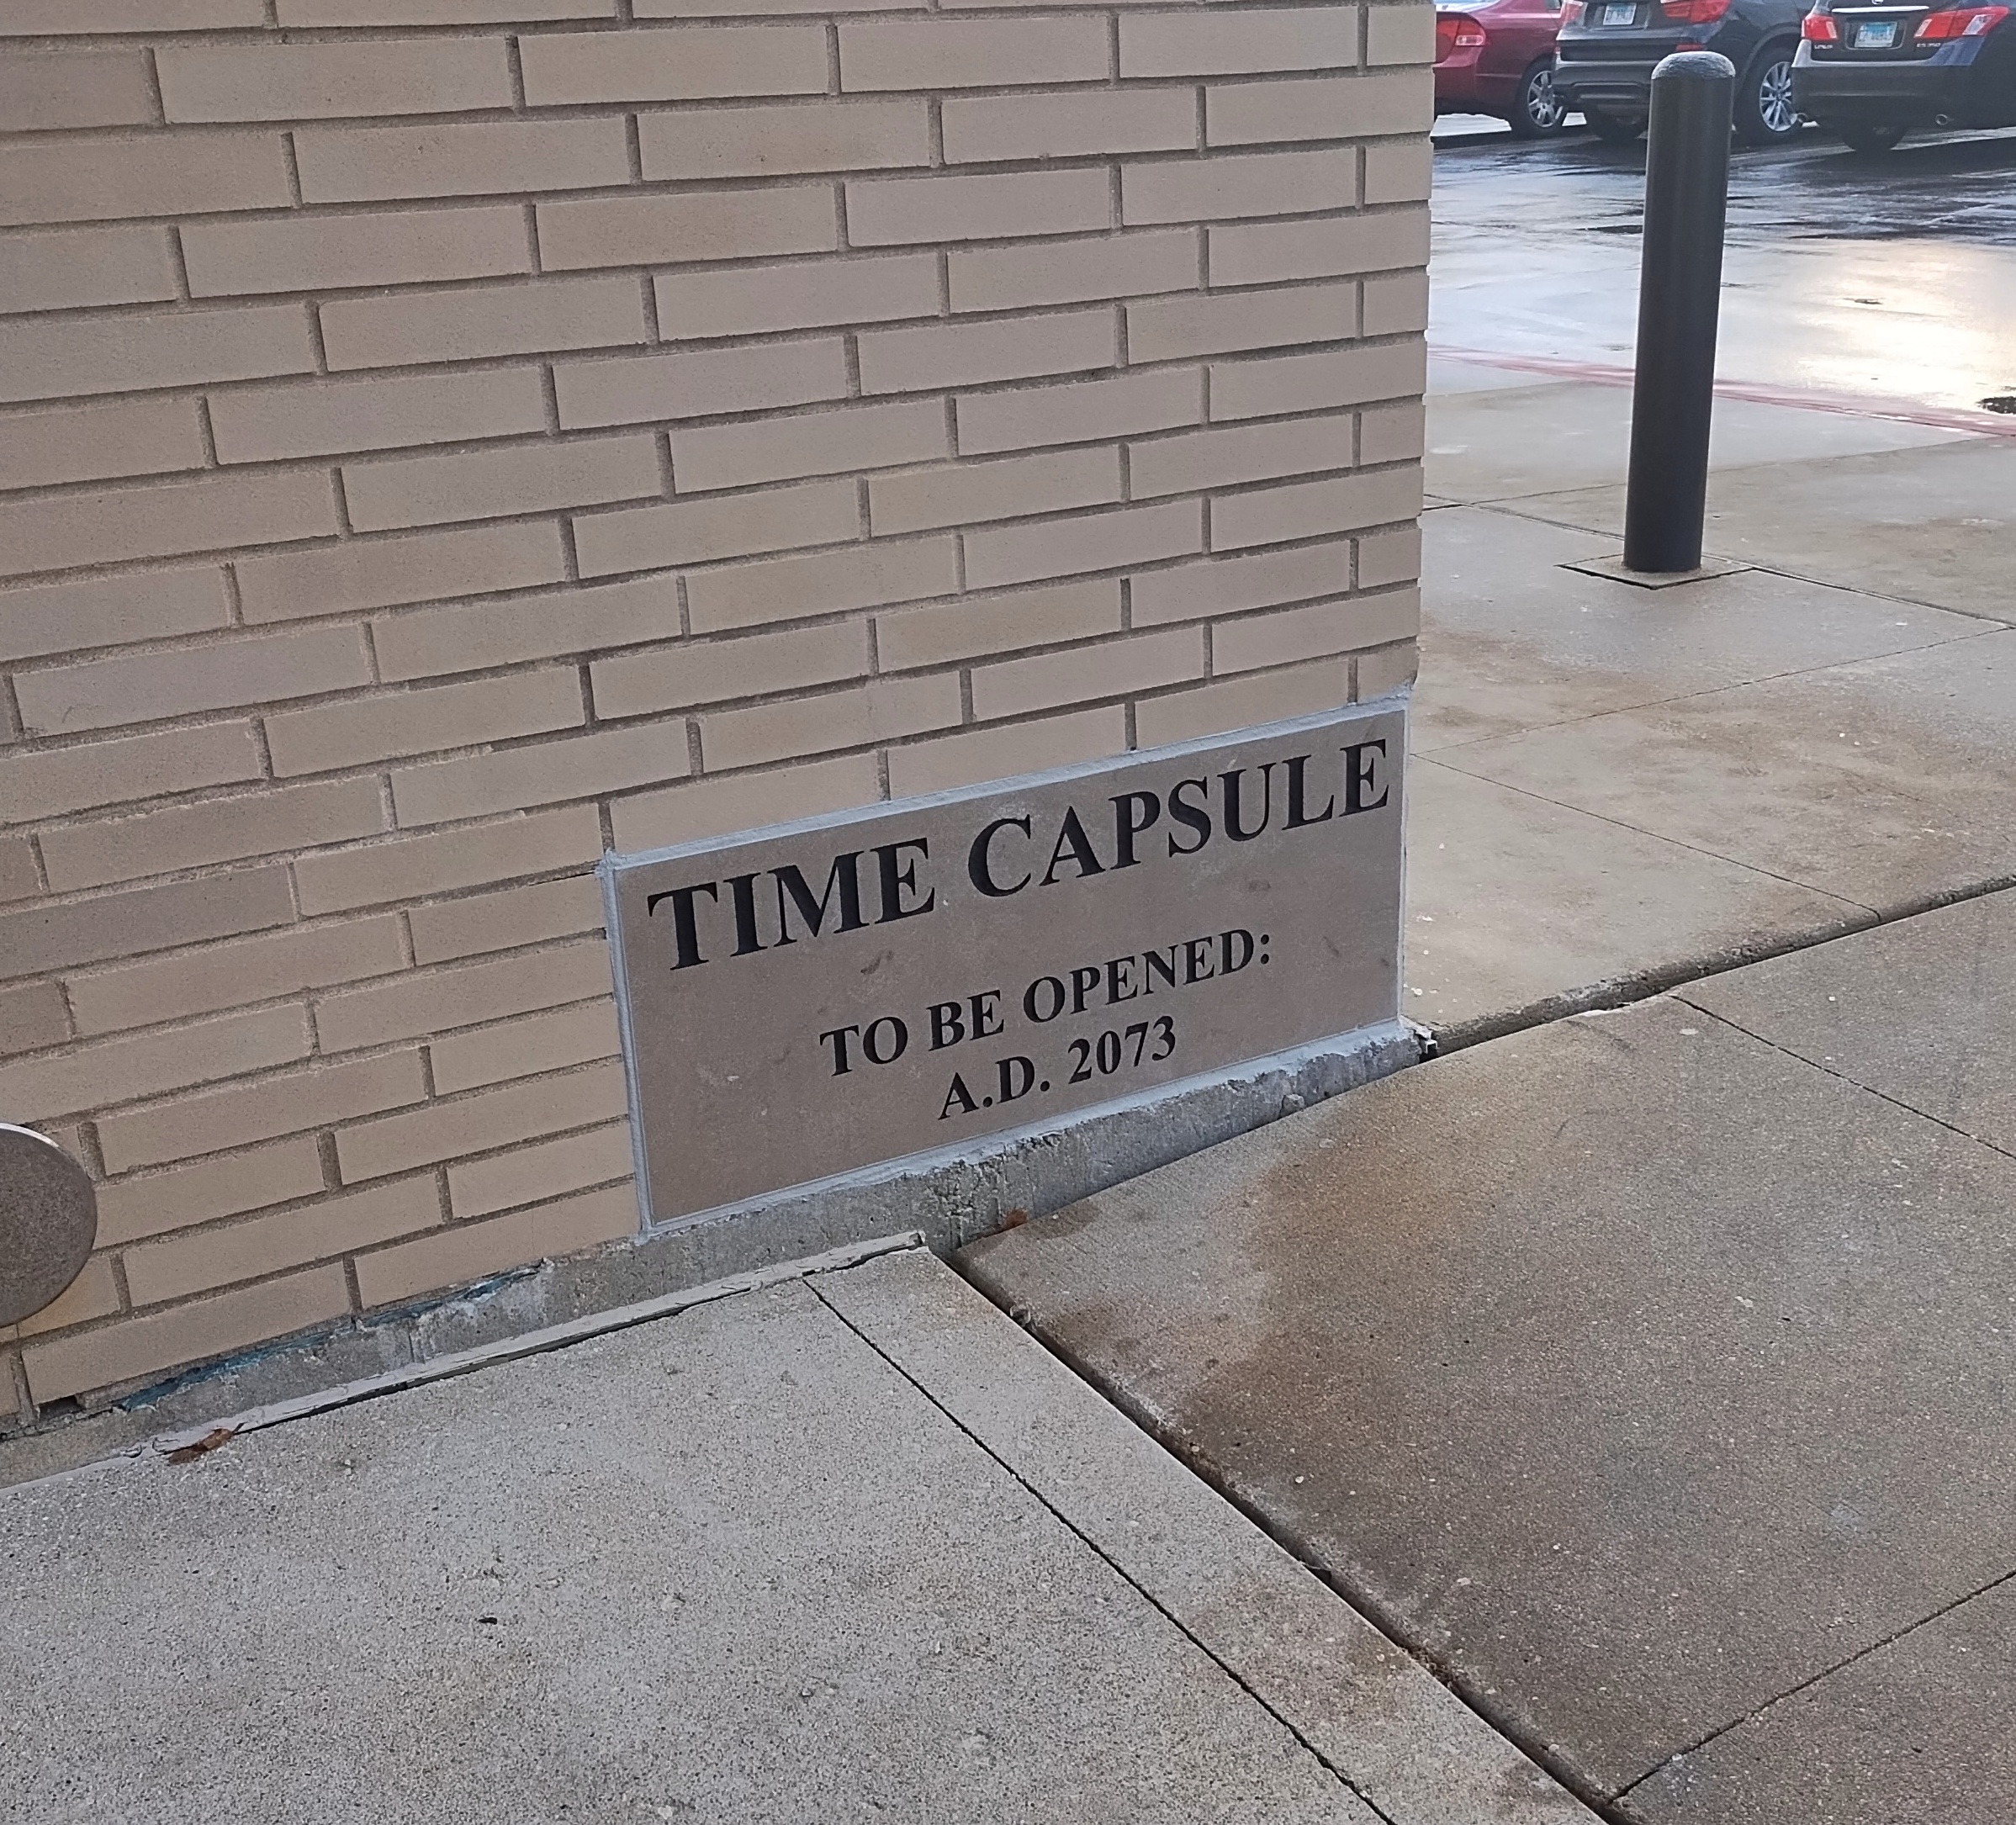 TIME CAPSULE
TO BE OPENED:
A.D. 2073